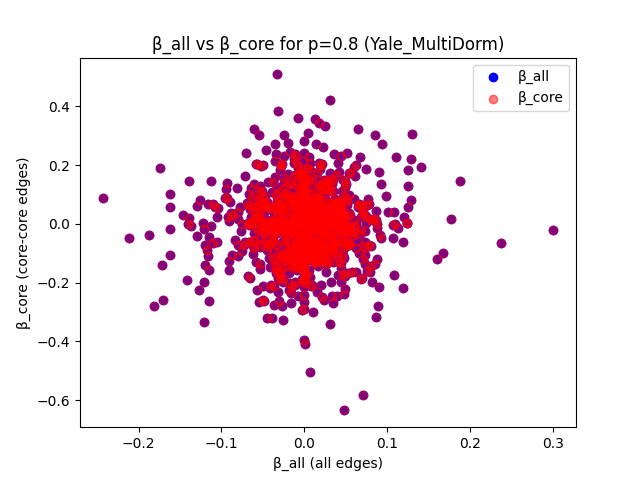 β_all vs β_core for p=0.8 (Yale_MultiDorm)
β_all
β_core
β_core (core-core edges)
0.4
0.2
0.0
−0.2
−0.4
−0.6
−0.2
−0.1
0.0
0.1
0.2
0.3
β_all (all edges)